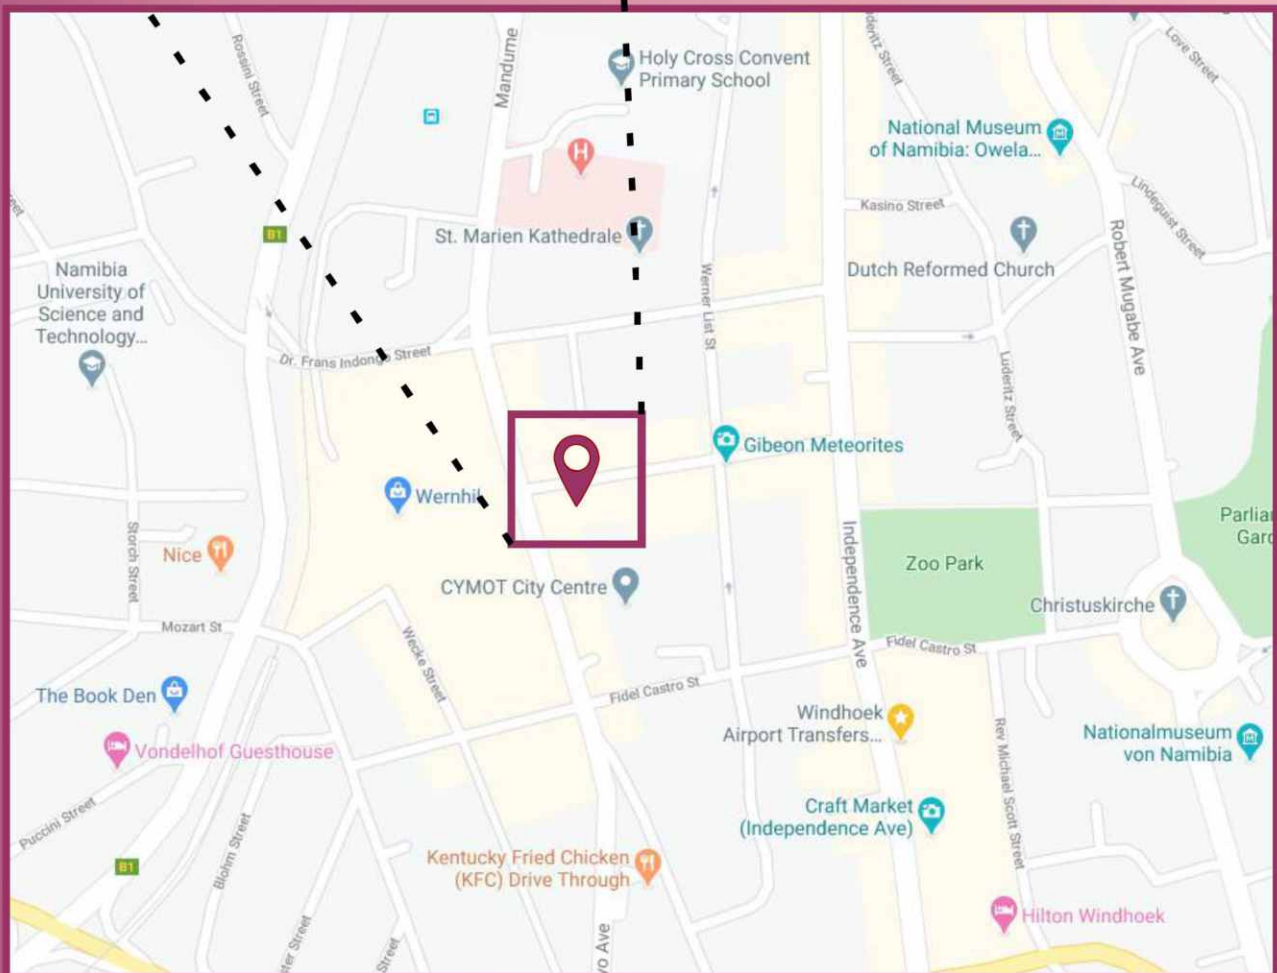 Rossini Street
Mandume
Holy Cross Convent
Primary School
Love Street
National Museum
of Namibia: Owela...
H
Kasino Street
Lindeguist Street
B1
St. Marien Kathedrale
Robert Mugabe Ave
Namibia
University of
Science and
Technology...
Werner List St
Dutch Reformed Church
Dr. Frans Indongo Street
Luderitz Street
Gibeon Meteorites
Wernhil
Storch Street
Independence Ave
Nice
Zoo Park
CYMOT City Centre
Christuskirche
Mozart St
Wecke Street
Fidel Castro St
The Book Den
Fidel Castro St
Windhoek
Airport Transfers...
Rev Michael Scott Street
Nationalmuseum
von Namibia
Vondelhof Guesthouse
Puccini Street
Craft Market
(Independence Ave)
Blohm Street
B1
Kentucky Fried Chicken
(KFC) Drive Through
Hilton Windhoek
Street
Ave